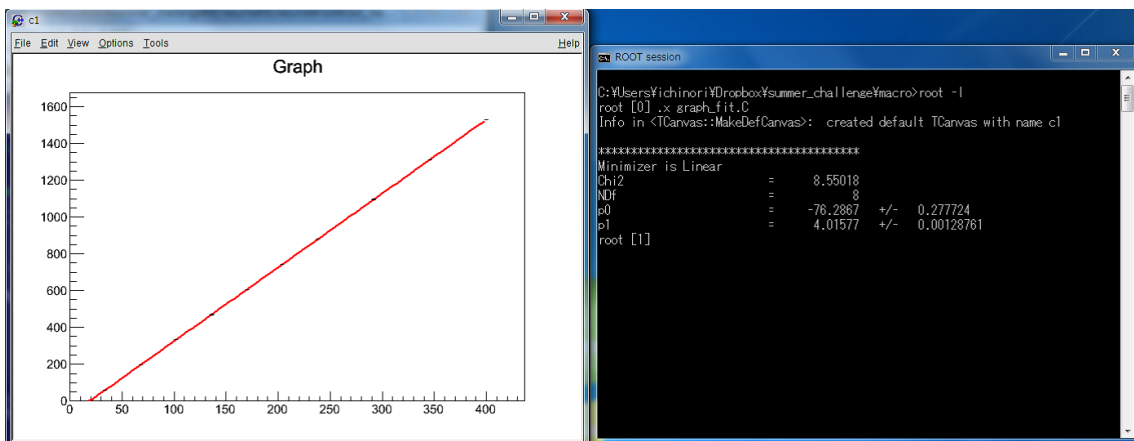 c1
File Edit View Options Tools Help
Graph
1600
1400
1200
1000
800
600
400
200
0
0 50 100 150 200 250 300 350 400
ROOT session
C:¥Users¥ichinori¥Dropbox¥summer_challenge¥macro>root -l
root [0] .x graph_fit.C
Info in <TCanvas::MakeDefCanvas>:  created default TCanvas with name c1
****************************************
Minimizer is Linear
Chi2 = 8.55018
NDf = 8
p0 = -76.2867 +/- 0.277724
p1 = 4.01577 +/- 0.00128761
root [1]